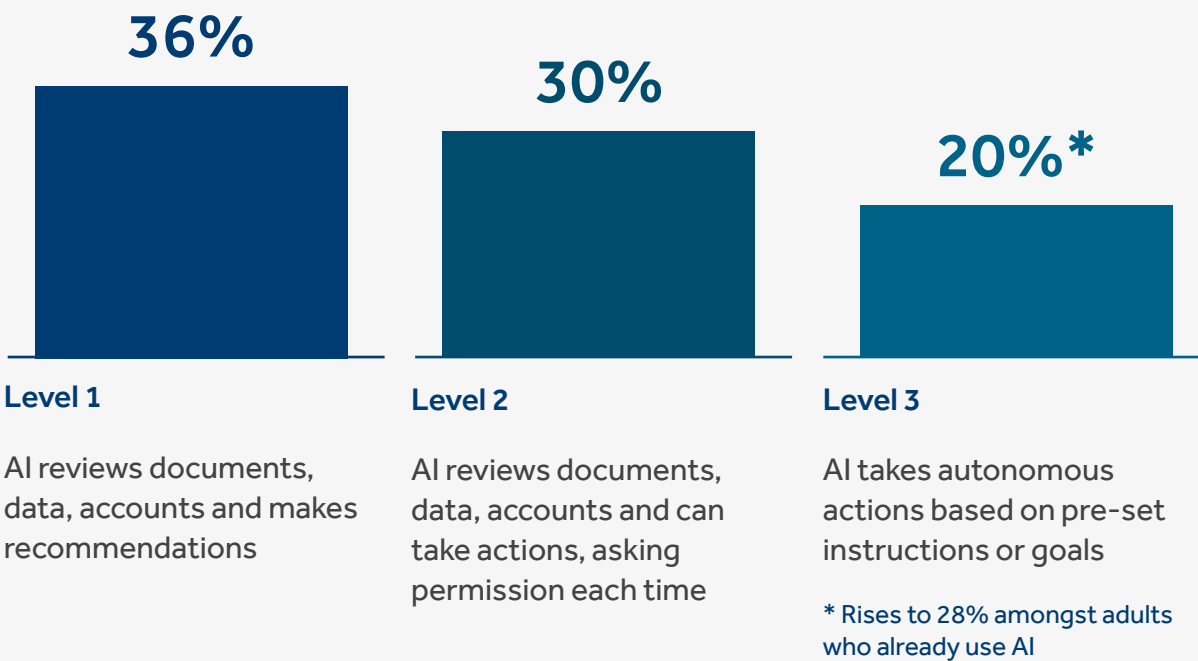 36%
30%
20%*
Level 1
AI reviews documents,
data, accounts and makes
recommendations
Level 2
AI reviews documents,
data, accounts and can
take actions, asking
permission each time
Level 3
AI takes autonomous
actions based on pre-set
instructions or goals
* Rises to 28% amongst adults
who already use AI